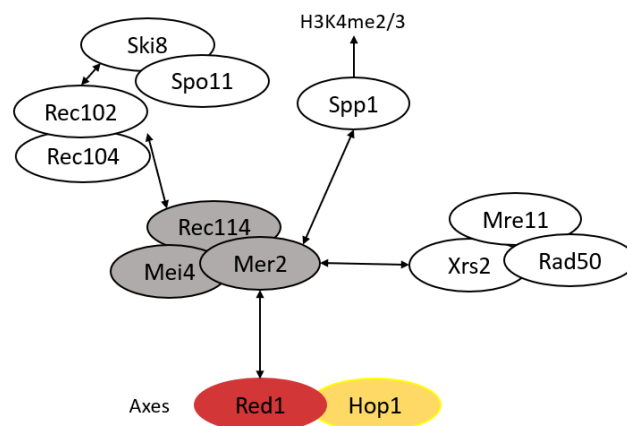 H3K4me2/3
Ski8
Spo11
Spp1
Rec102
Rec104
Rec114
Mre11
Mei4
Mer2
Xrs2
Rad50
Axes
Red1
Hop1